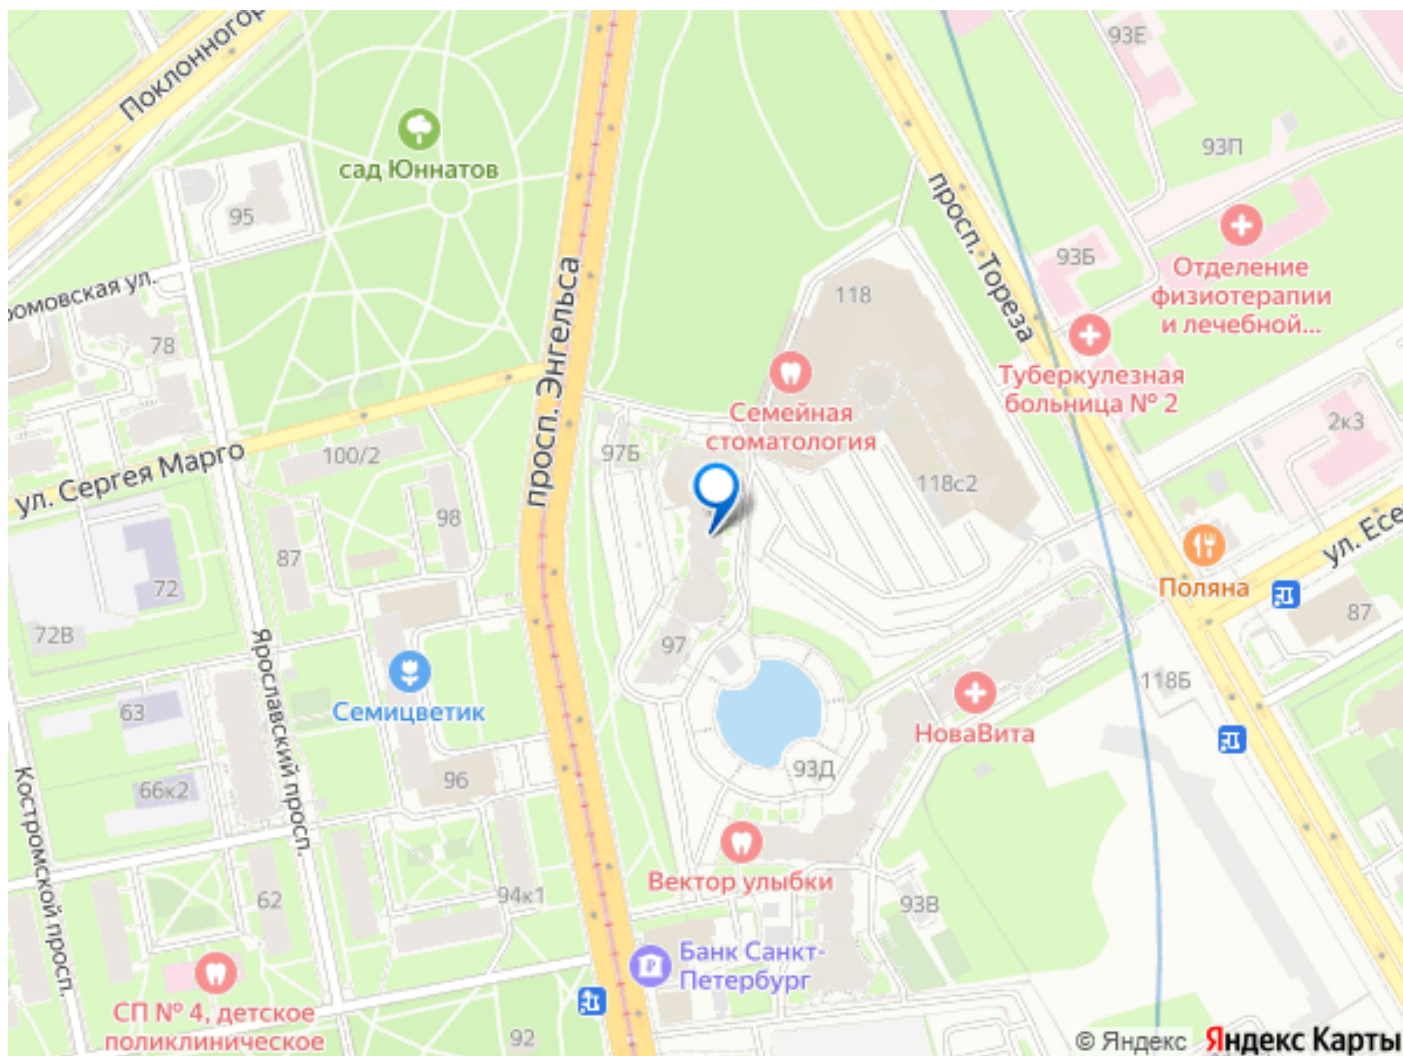 Поклонногор
93Е
93П
сад Юннатов
95
просп. Тореза
93Б
Отделение
физиотерапии
и лечебной...
ромовская ул.
118
78
просп. Энгельса
Туберкулезная
больница № 2
Семейная
стоматология
2к3
ул. Сергея Марго
100/2
97Б
118с2
98
87
ул. Есе
Поляна
72
72В
87
97
Ярославский просп.
118Б
Семицветик
63
НоваВита
93Д
96
66к2
Костромской просп.
Вектор улыбки
62
94к1
93В
Банк Санкт-
Петербург
СП № 4, детское
поликлиническое
92
© Яндекс Яндекс Карты